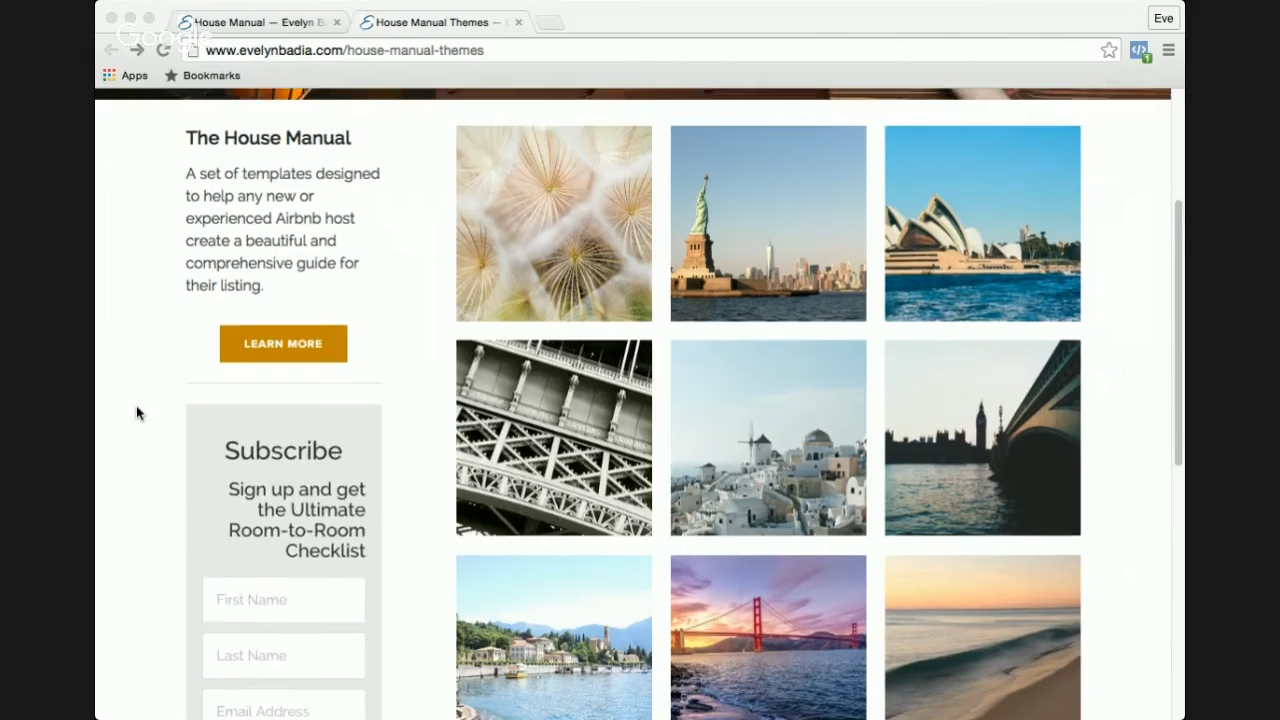 House Manual — Evelyn B
House Manual Themes —
Eve
Google
www.evelynbadia.com/house-manual-themes
1
Apps
Bookmarks
The House Manual
A set of templates designed
to help any new or
experienced Airbnb host
create a beautiful and
comprehensive guide for
their listing.
LEARN MORE
Subscribe
Sign up and get
the Ultimate
Room-to-Room
Checklist
First Name
Last Name
Email Address